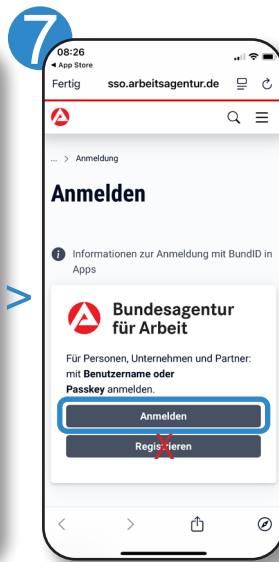 7
08:26
◄ App Store
Fertig sso.arbeitsagentur.de
... > Anmeldung
Anmelden
Informationen zur Anmeldung mit BundID in
Apps
>
Bundesagentur
für Arbeit
Für Personen, Unternehmen und Partner:
mit Benutzername oder
Passkey anmelden.
Anmelden
Registrieren